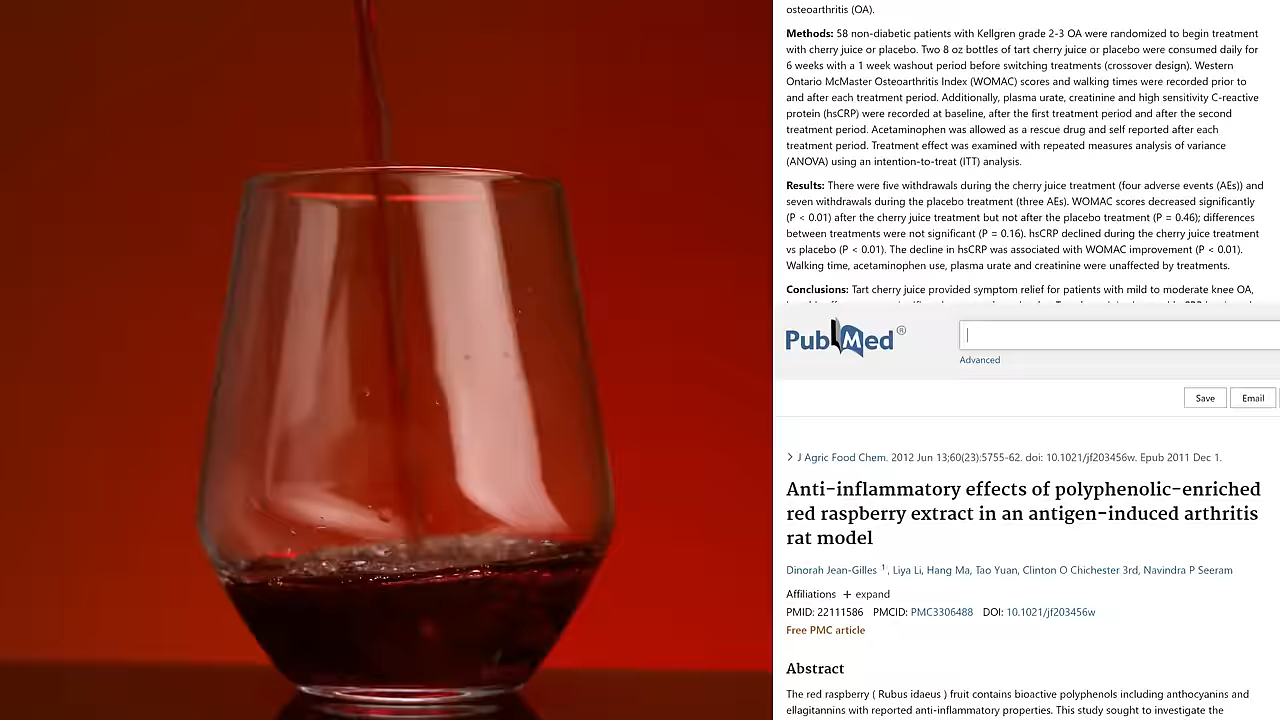 osteoarthritis (OA).
Methods: 58 non-diabetic patients with Kellgren grade 2-3 OA were randomized to begin treatment
with cherry juice or placebo. Two 8 oz bottles of tart cherry juice or placebo were consumed daily for
6 weeks with a 1 week washout period before switching treatments (crossover design). Western
Ontario McMaster Osteoarthritis Index (WOMAC) scores and walking times were recorded prior to
and after each treatment period. Additionally, plasma urate, creatinine and high sensitivity C-reactive
protein (hsCRP) were recorded at baseline, after the first treatment period and after the second
treatment period. Acetaminophen was allowed as a rescue drug and self reported after each
treatment period. Treatment effect was examined with repeated measures analysis of variance
(ANOVA) using an intention-to-treat (ITT) analysis.
Results: There were five withdrawals during the cherry juice treatment (four adverse events (AEs)) and
seven withdrawals during the placebo treatment (three AEs). WOMAC scores decreased significantly
(P < 0.01) after the cherry juice treatment but not after the placebo treatment (P = 0.46); differences
between treatments were not significant (P = 0.16). hsCRP declined during the cherry juice treatment
vs placebo (P < 0.01). The decline in hsCRP was associated with WOMAC improvement (P < 0.01).
Walking time, acetaminophen use, plasma urate and creatinine were unaffected by treatments.
Conclusions: Tart cherry juice provided symptom relief for patients with mild to moderate knee OA,
PubMed®
Advanced
Save Email
J Agric Food Chem. 2012 Jun 13;60(23):5755-62. doi: 10.1021/jf203456w. Epub 2011 Dec 1.
Anti-inflammatory effects of polyphenolic-enriched
red raspberry extract in an antigen-induced arthritis
rat model
Dinorah Jean-Gilles 1, Liya Li, Hang Ma, Tao Yuan, Clinton O Chichester 3rd, Navindra P Seeram
Affiliations + expand
PMID: 22111586 PMCID: PMC3306488 DOI: 10.1021/jf203456w
Free PMC article
Abstract
The red raspberry ( Rubus idaeus ) fruit contains bioactive polyphenols including anthocyanins and
ellagitannins with reported anti-inflammatory properties. This study sought to investigate the